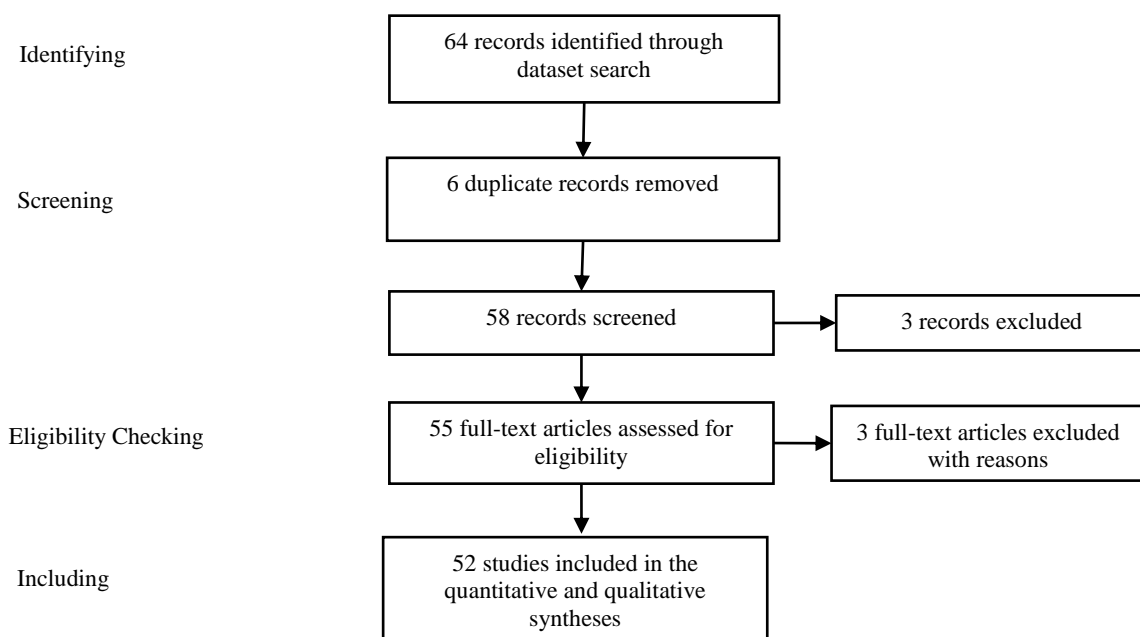 Identifying
64 records identified through
dataset search
Screening
6 duplicate records removed
58 records screened
3 records excluded
Eligibility Checking
55 full-text articles assessed for
eligibility
3 full-text articles excluded
with reasons
Including
52 studies included in the
quantitative and qualitative
syntheses